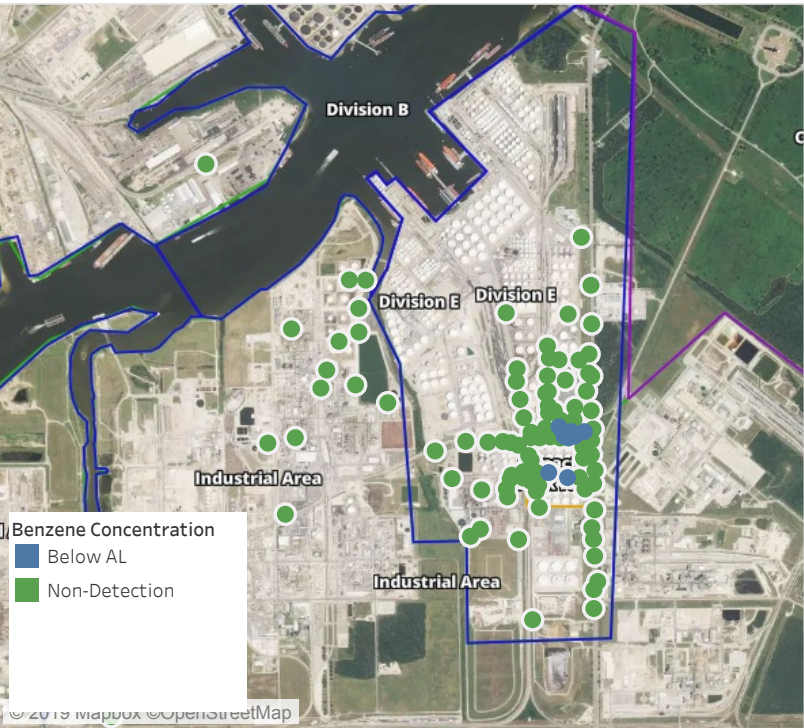 Division B
Division E
Division E
Industrial Area
Benzene Concentration
Below AL
Non-Detection
Industrial Area
© 2019 Mapbox ©OpenStreetMap